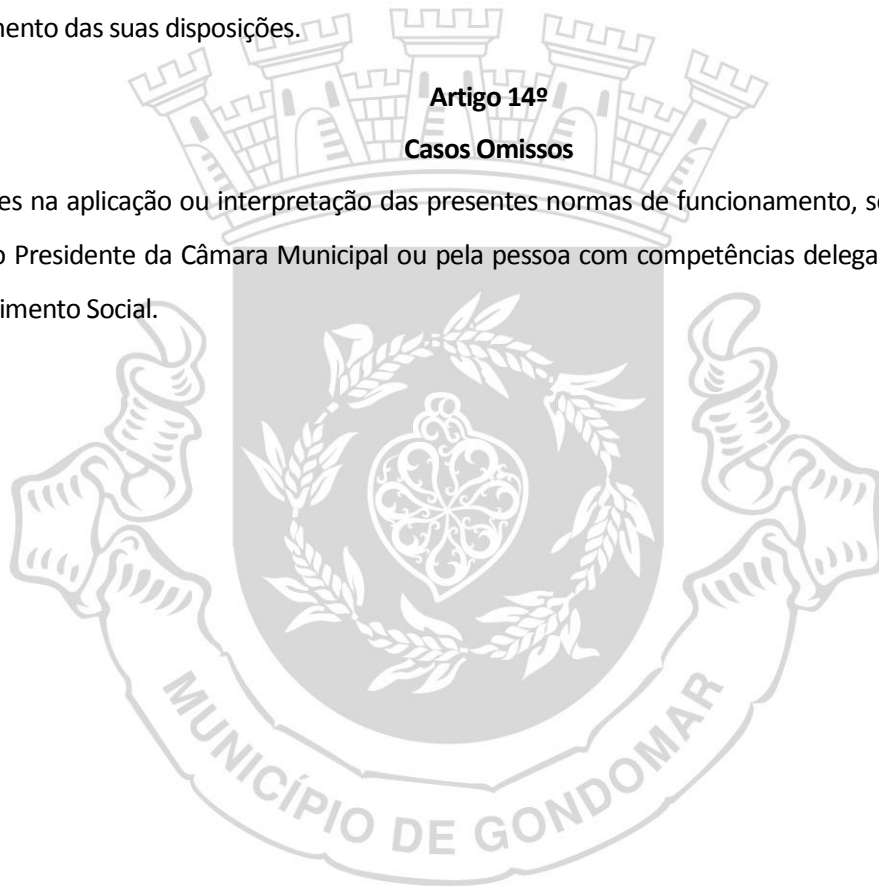 mento das suas disposições.
Artigo 14º
Casos Omissos
es na aplicação ou interpretação das presentes normas de funcionamento, s
o Presidente da Câmara Municipal ou pela pessoa com competências delega
imento Social.
MUNICÍPIO DE GONDOMAR